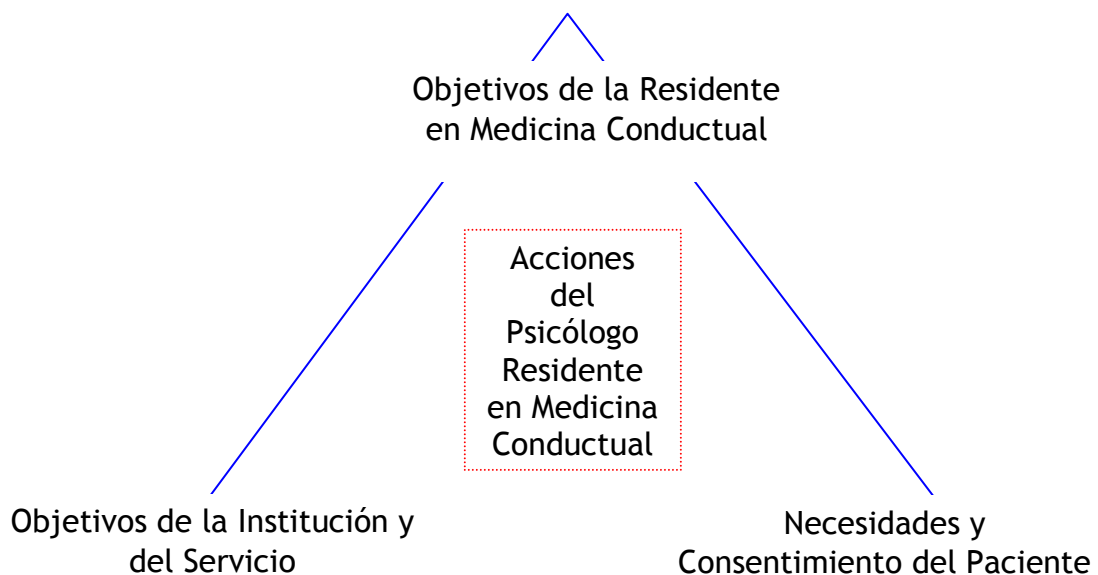 Objetivos de la Residente
en Medicina Conductual
Acciones
del
Psicólogo
Residente
en Medicina
Conductual
Objetivos de la Institución y
del Servicio
Necesidades y
Consentimiento del Paciente